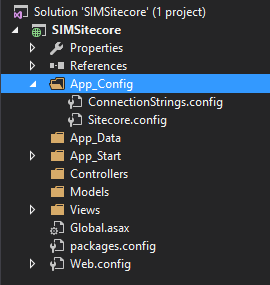 Solution 'SIMSitecore' (1 project)
SIMSitecore
Properties
References
App_Config
ConnectionStrings.config
Sitecore.config
App_Data
App_Start
Controllers
Models
Views
Global.asax
packages.config
Web.config